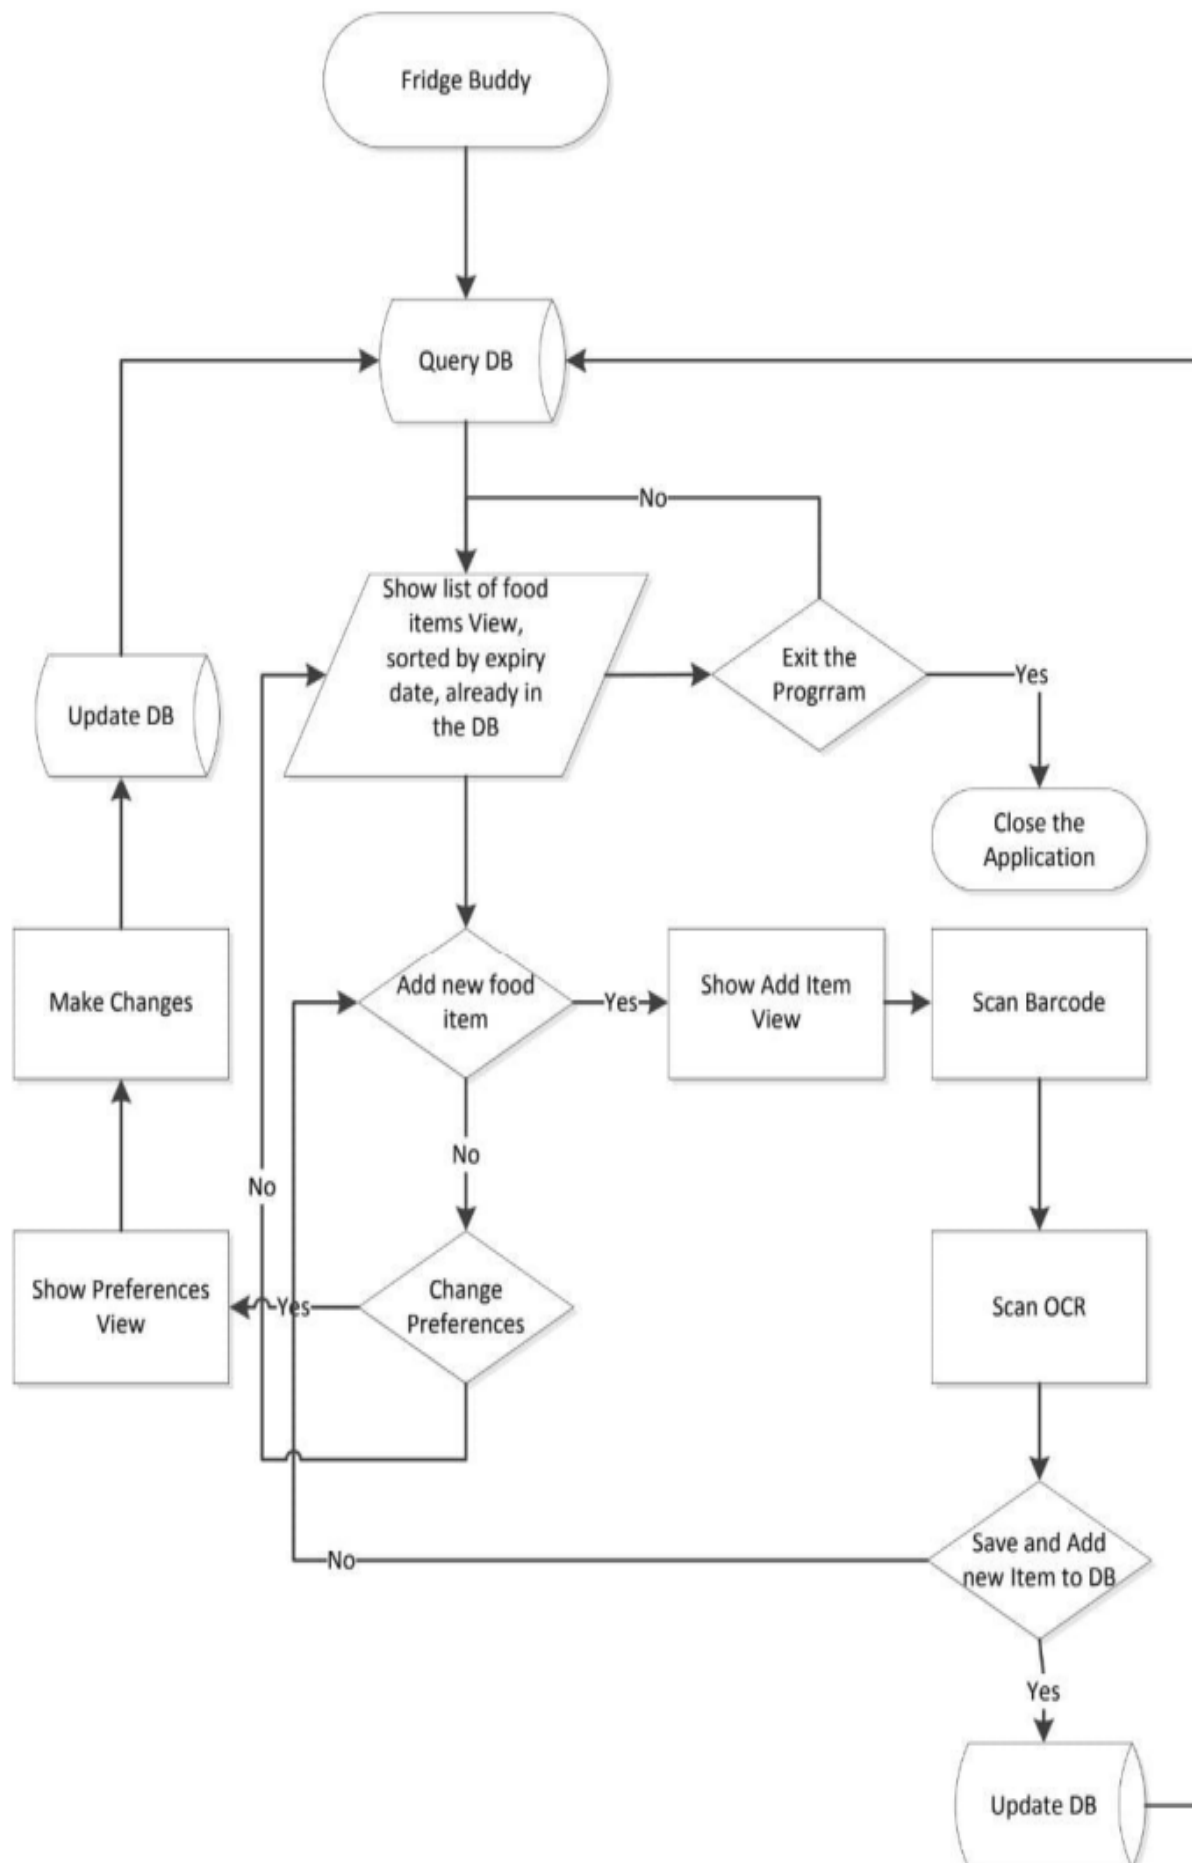 Fridge Buddy
Query DB
No
Show list of food
items View,
sorted by expiry
date, already in
the DB
Exit the
Progrram
Yes
Update DB
Close the
Application
Make Changes
Add new food
item
Yes
Show Add Item
View
Scan Barcode
No
No
Show Preferences
View
Yes
Change
Preferences
Scan OCR
No
Save and Add
new Item to DB
Yes
Update DB